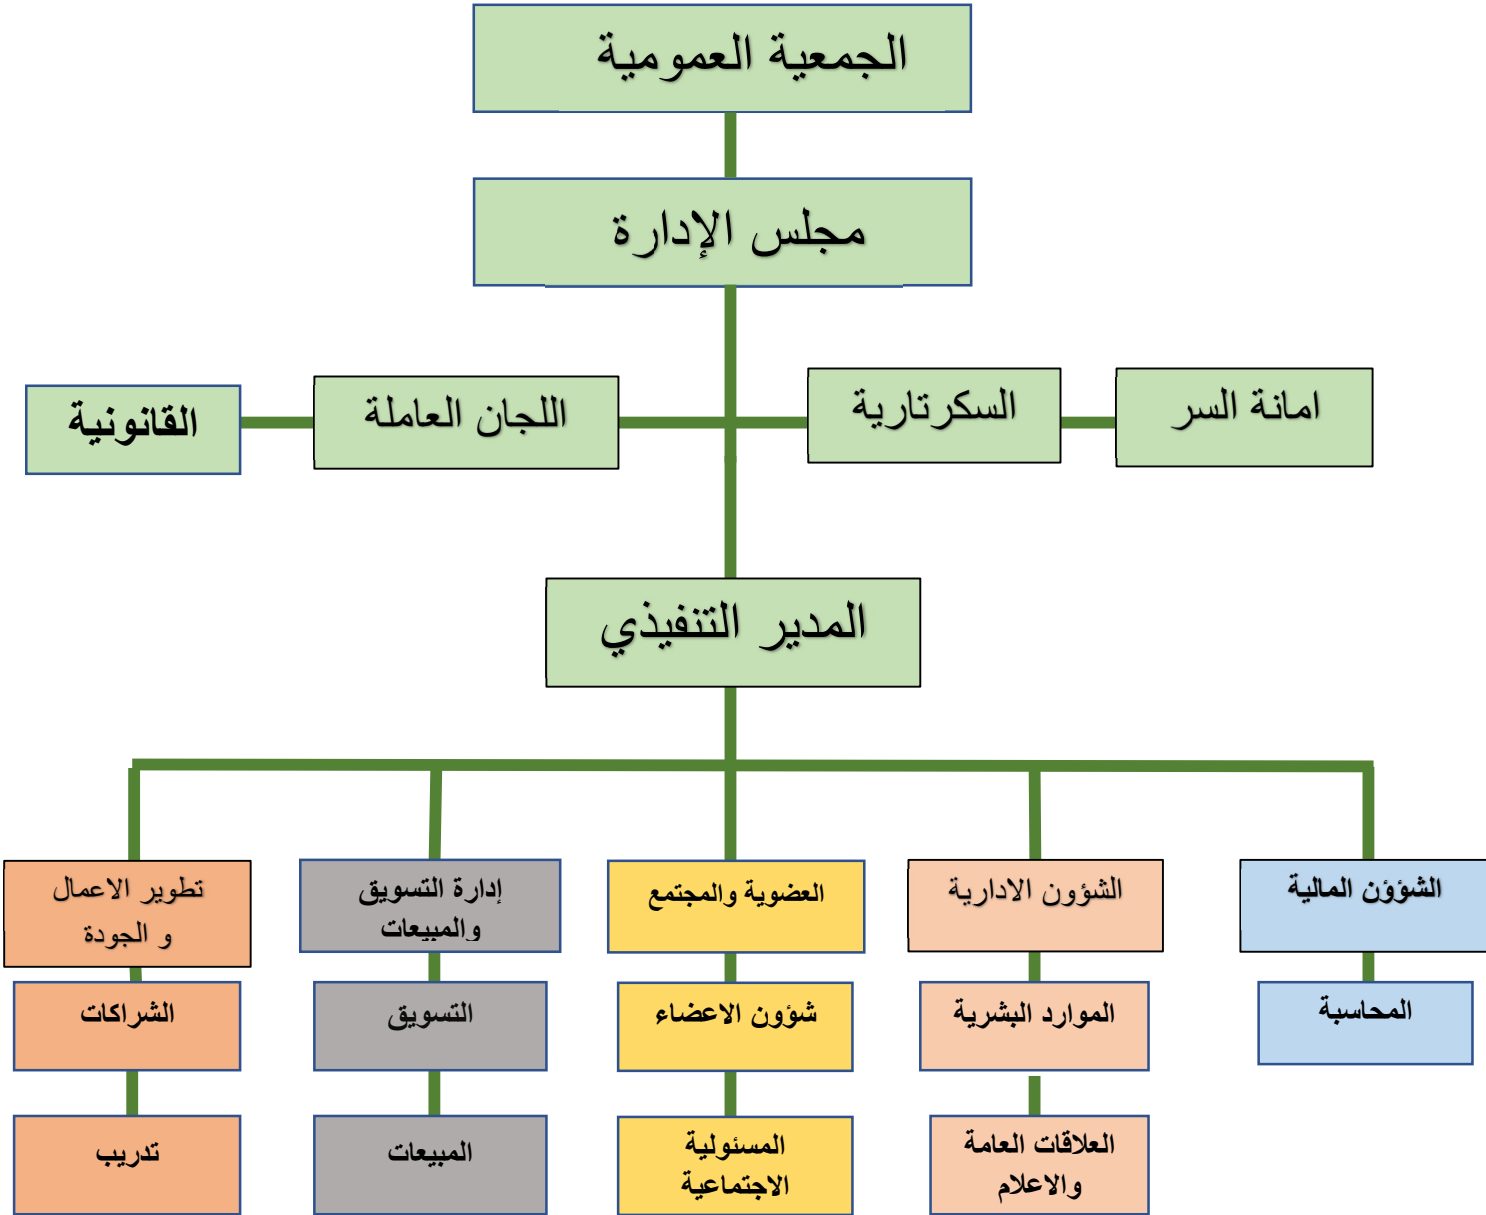 الجمعية العمومية
مجلس الإدارة
امانة السر
السكرتارية
اللجان العاملة
القانونية
المدير التنفيذي
الشؤؤن المالية
الشؤون الادارية
العضوية والمجتمع
إدارة التسويق
والمبيعات
تطوير الاعمال
و الجودة
المحاسبة
الموارد البشرية
شؤون الاعضاء
التسويق
الشراكات
العلاقات العامة
والاعلام
المسئولية
الاجتماعية
المبيعات
تدريب